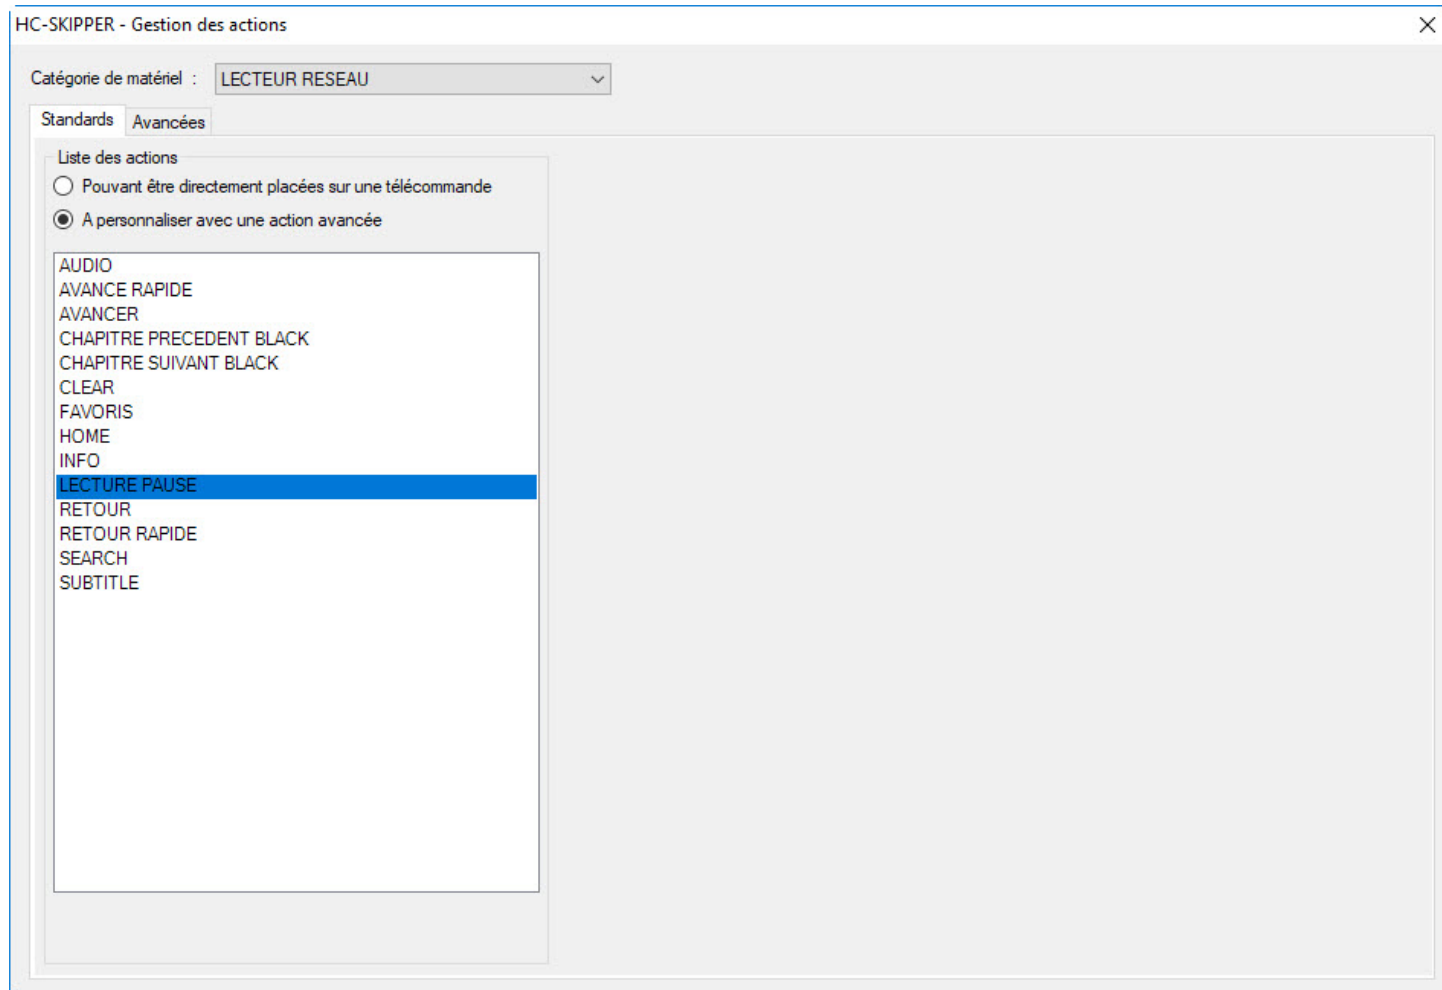 HC-SKIPPER - Gestion des actions
Catégorie de matériel : LECTEUR RESEAU
Standards Avancées
Liste des actions
Pouvant être directement placées sur une télécommande
A personnaliser avec une action avancée
AUDIO
AVANCE RAPIDE
AVANCER
CHAPITRE PRECEDENT BLACK
CHAPITRE SUIVANT BLACK
CLEAR
FAVORIS
HOME
INFO
LECTURE PAUSE
RETOUR
RETOUR RAPIDE
SEARCH
SUBTITLE